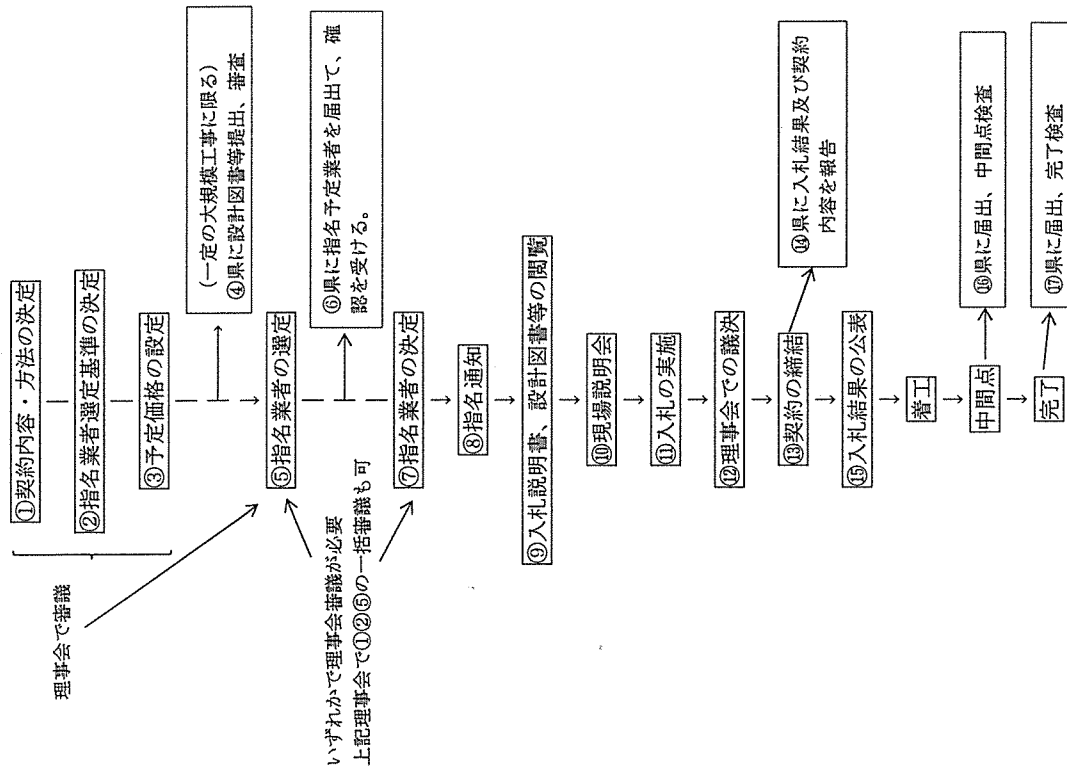 ①契約内容・方法の決定
②指名業者選定基準の決定
③予定価格の設定
理事会で審議
(一定の大規模工事に限る)
④県に設計図書等提出、審査
⑤指名業者の選定
⑥県に指名予定業者を届出て、確
認を受ける。
いずれかで理事会審議が必要
上記理事会で①②⑤の一括審議も可
⑦指名業者の決定
⑧指名通知
⑨入札説明書、設計図書等の閲覧
⑩現場説明会
⑪入札の実施
⑫理事会での議決
⑬契約の締結
⑭県に入札結果及び契約
内容を報告
⑮入札結果の公表
着工
中間点
⑯県に届出、中間点検査
完了
⑰県に届出、完了検査